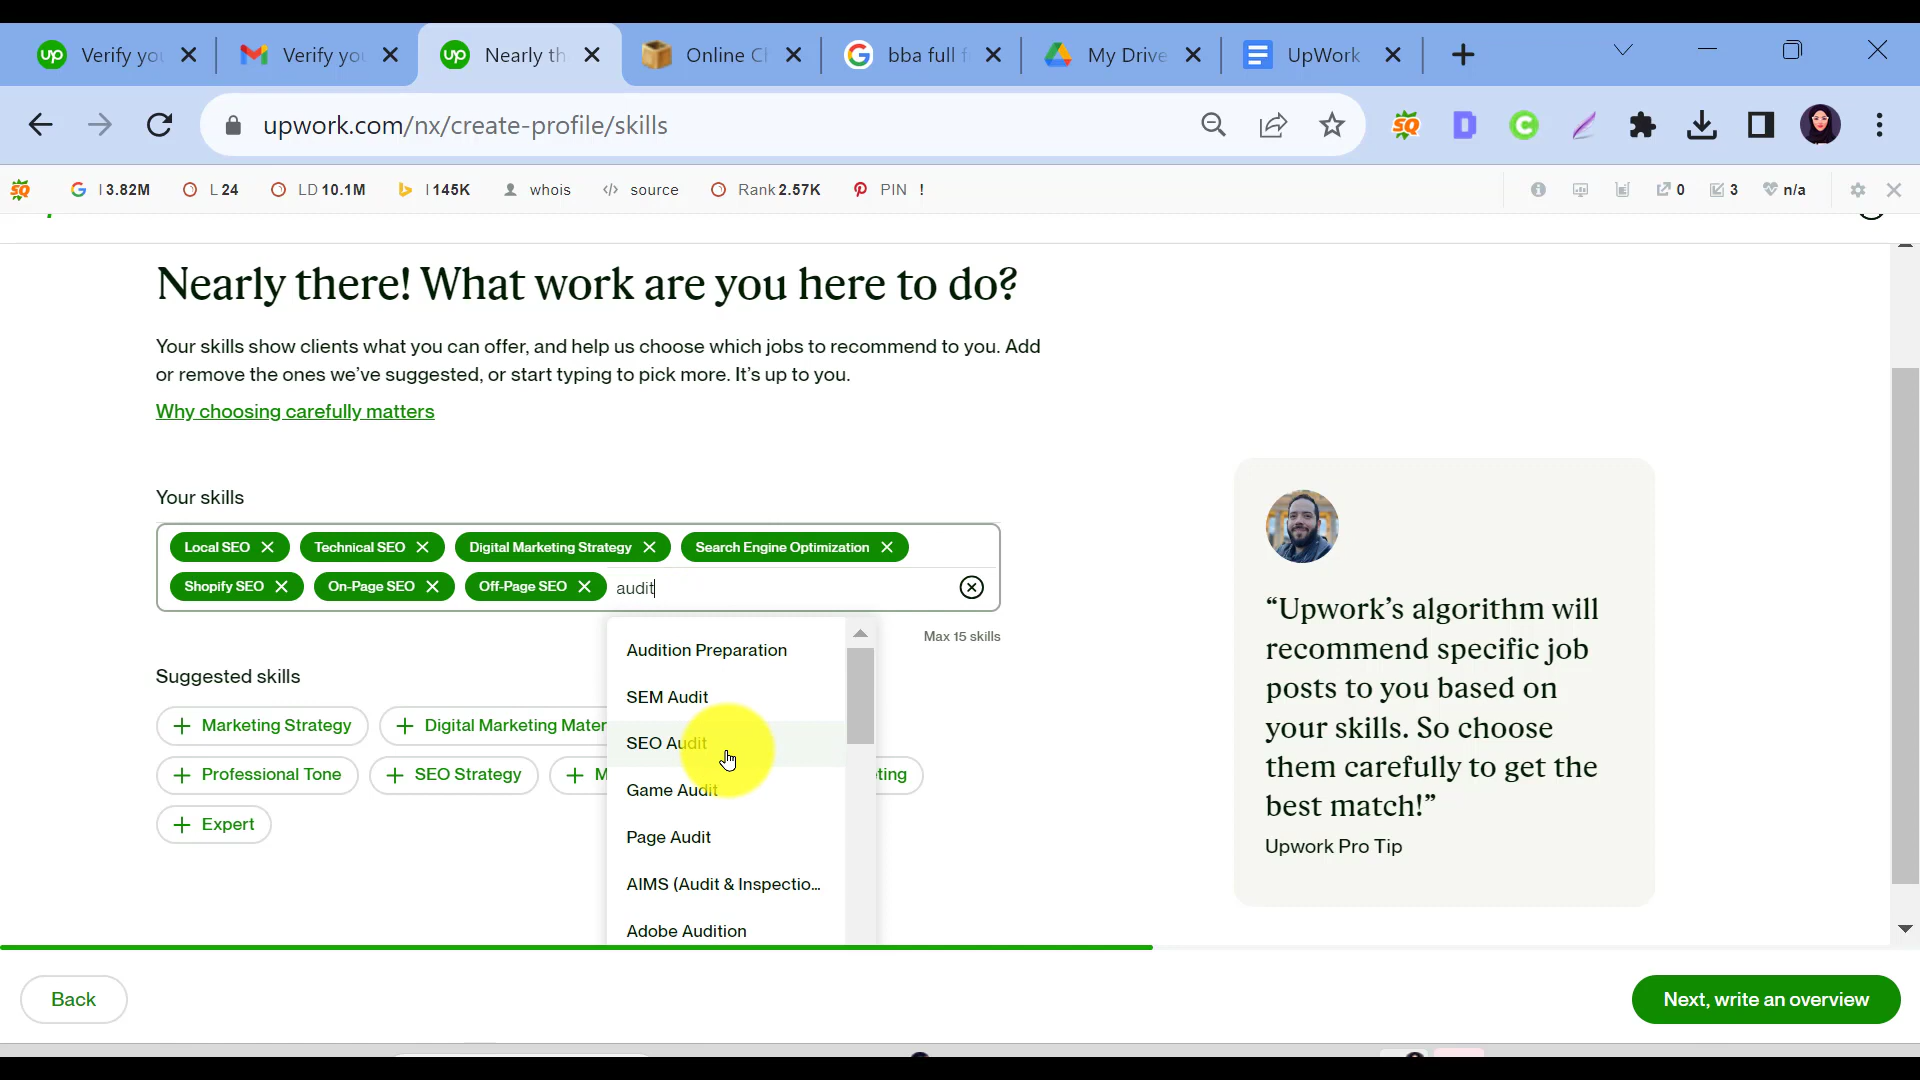 Verify you
Verify you
Nearly th
Online Cl
bba full f
My Drive
UpWork
upwork.com/nx/create-profile/skills
SQ
D
C
SQ
I 3.82M
L 24
LD 10.1M
I 145K
whois
source
Rank 2.57K
PIN !
0
3
n/a
Nearly there! What work are you here to do?
Your skills show clients what you can offer, and help us choose which jobs to recommend to you. Add
or remove the ones we've suggested, or start typing to pick more. It's up to you.
Why choosing carefully matters
Your skills
Local SEO
Technical SEO
Digital Marketing Strategy
Search Engine Optimization
Shopify SEO
On-Page SEO
Off-Page SEO
audit
Max 15 skills
Audition Preparation
SEM Audit
SEO Audit
Game Audit
Page Audit
AIMS (Audit & Inspectio...
Adobe Audition
Suggested skills
+ Marketing Strategy
+ Digital Marketing Mater
+ Professional Tone
+ SEO Strategy
+ M
ting
+ Expert
“Upwork’s algorithm will
recommend specific job
posts to you based on
your skills. So choose
them carefully to get the
best match!”
Upwork Pro Tip
Back
Next, write an overview